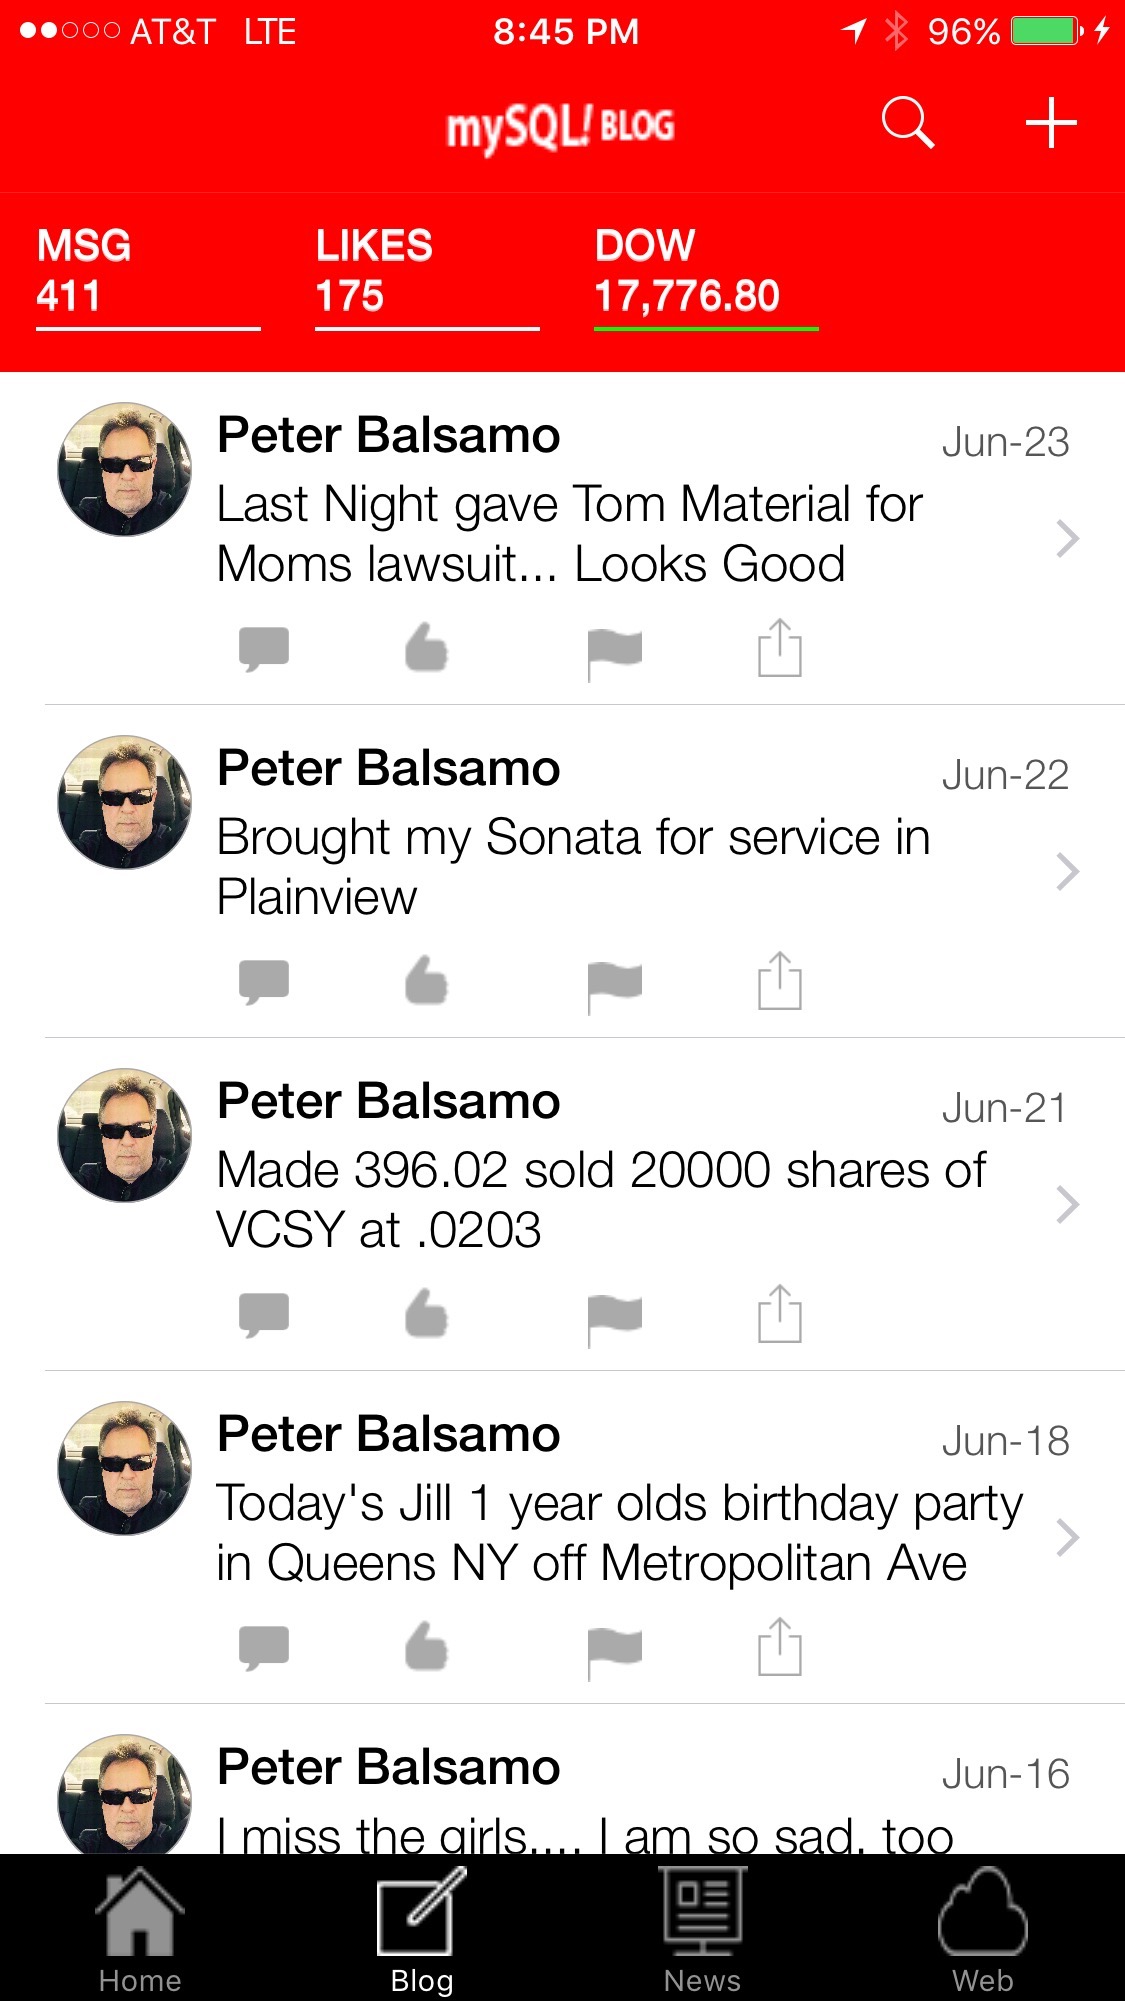 AT&T LTE 8:45 PM 96%
mySQL! BLOG
MSG LIKES DOW
411 175 17,776.80
Peter Balsamo Jun-23
Last Night gave Tom Material for
Moms lawsuit... Looks Good
Peter Balsamo Jun-22
Brought my Sonata for service in
Plainview
Peter Balsamo Jun-21
Made 396.02 sold 20000 shares of
VCSY at .0203
Peter Balsamo Jun-18
Today's Jill 1 year olds birthday party
in Queens NY off Metropolitan Ave
Peter Balsamo Jun-16
I miss the girls.... I am so sad, too
Home Blog News Web